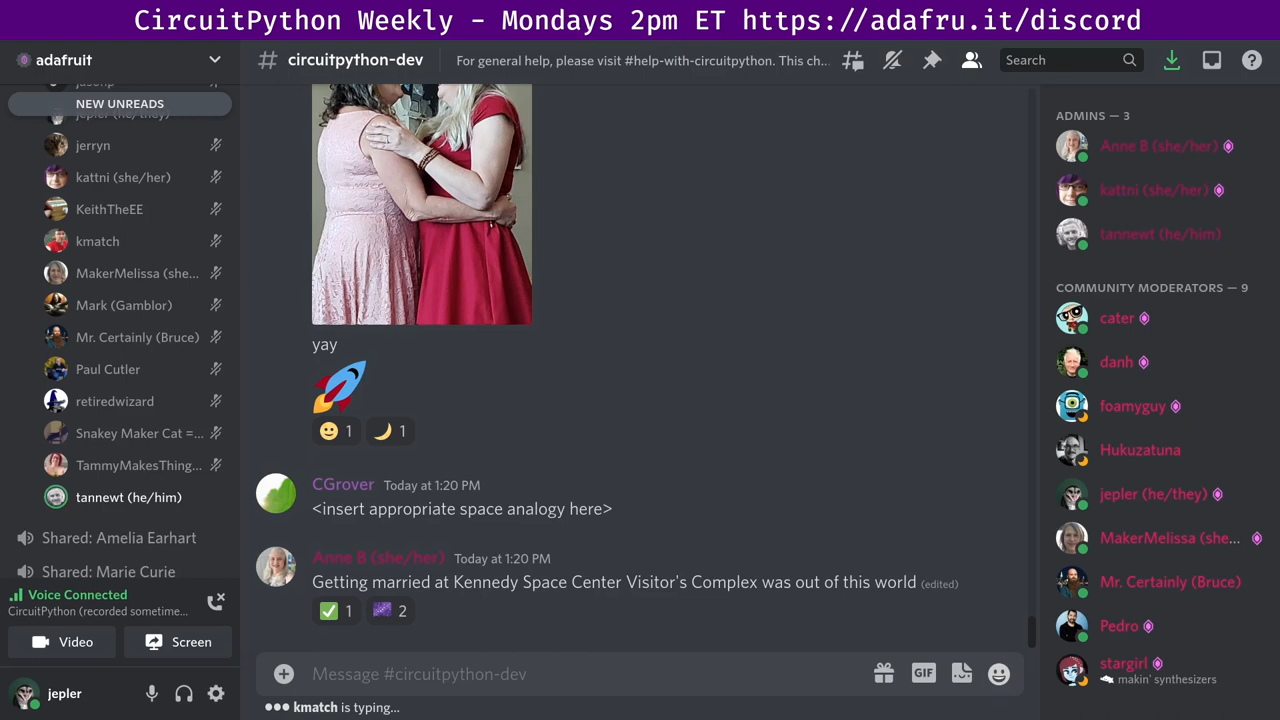 CircuitPython Weekly - Mondays 2pm ET https://adafru.it/discord
adafruit
NEW UNREADS
jepler (he/they)
jerryn
kattni (she/her)
KeithTheEE
kmatch
MakerMelissa (she...
Mark (Gamblor)
Mr. Certainly (Bruce)
Paul Cutler
retiredwizard
Snakey Maker Cat =...
TammyMakesThing...
tannewt (he/him)
Shared: Amelia Earhart
Shared: Marie Curie
Voice Connected
CircuitPython (recorded sometime...
Video
Screen
jepler
# circuitpython-dev
For general help, please visit #help-with-circuitpython. This ch...
Search
yay
1
1
CGrover Today at 1:20 PM
<insert appropriate space analogy here>
Anne B (she/her) Today at 1:20 PM
Getting married at Kennedy Space Center Visitor's Complex was out of this world (edited)
1
2
Message #circuitpython-dev
GIF
kmatch is typing...
ADMINS — 3
Anne B (she/her)
kattni (she/her)
tannewt (he/him)
COMMUNITY MODERATORS — 9
cater
danh
foamyguy
Hukuzatuna
jepler (he/they)
MakerMelissa (she...
Mr. Certainly (Bruce)
Pedro
stargirl
makin' synthesizers